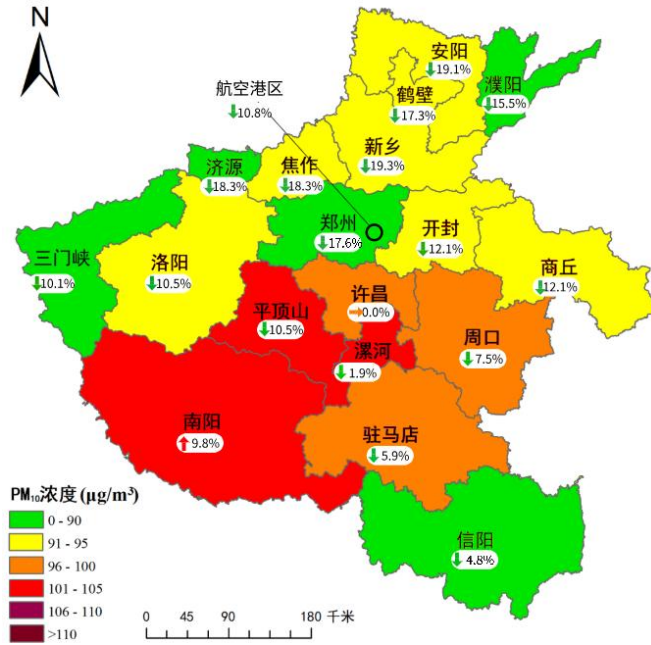 N
安阳
↓19.1%
濮阳
↓15.5%
航空港区
↓10.8%
鹤壁
↓17.3%
新乡
↓19.3%
济源
↓18.3%
焦作
↓18.3%
郑州
↓17.6%
开封
↓12.1%
三门峡
↓10.1%
洛阳
↓10.5%
商丘
↓12.1%
平顶山
↓10.5%
许昌
→0.0%
周口
↓7.5%
漯河
↓1.9%
南阳
↑9.8%
驻马店
↓5.9%
信阳
↓4.8%
PM₁₀浓度(μg/m³)
0 - 90
91 - 95
96 - 100
101 - 105
106 - 110
>110
0 45 90 180 千米